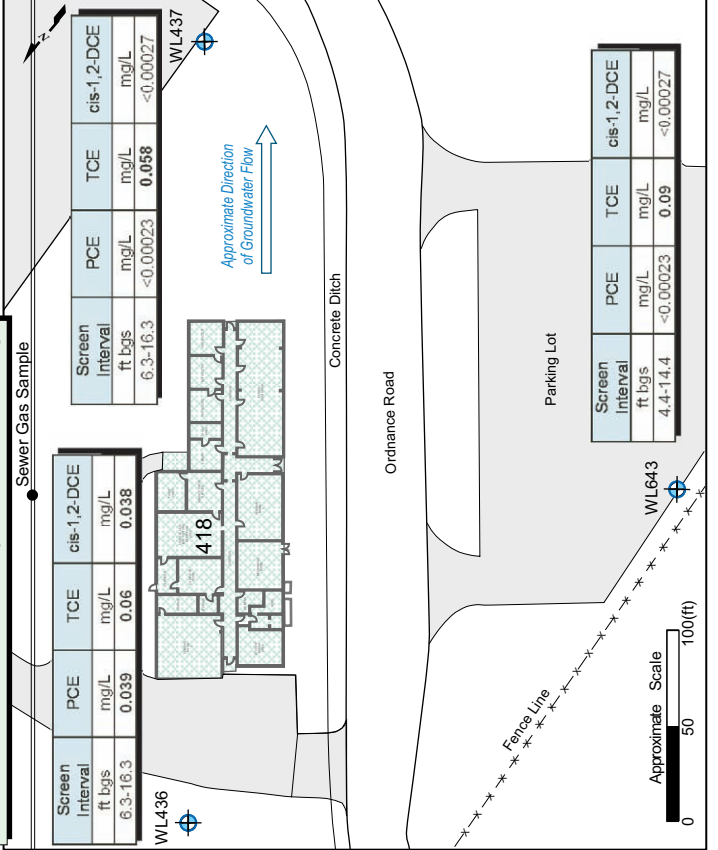 N
Sewer Gas Sample
Screen Interval PCE TCE cis-1,2-DCE
ft bgs mg/L mg/L mg/L
6.3-16.3 0.039 0.06 0.038
WL436
Screen Interval PCE TCE cis-1,2-DCE
ft bgs mg/L mg/L mg/L
6.3-16.3 <0.00023 0.058 <0.00027
WL437
418
Approximate Direction
of Groundwater Flow
Concrete Ditch
Ordnance Road
Parking Lot
Screen Interval PCE TCE cis-1,2-DCE
ft bgs mg/L mg/L mg/L
4.4-14.4 <0.00023 0.09 <0.00027
WL643
Fence Line
Approximate Scale
0 50 100(ft)